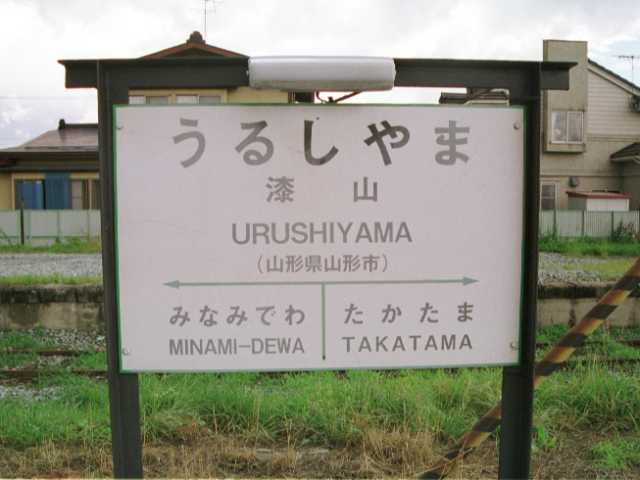 うるしやま
漆山
URUSHIYAMA
(山形県山形市)
みなみでわ たかたま
MINAMI-DEWA TAKATAMA